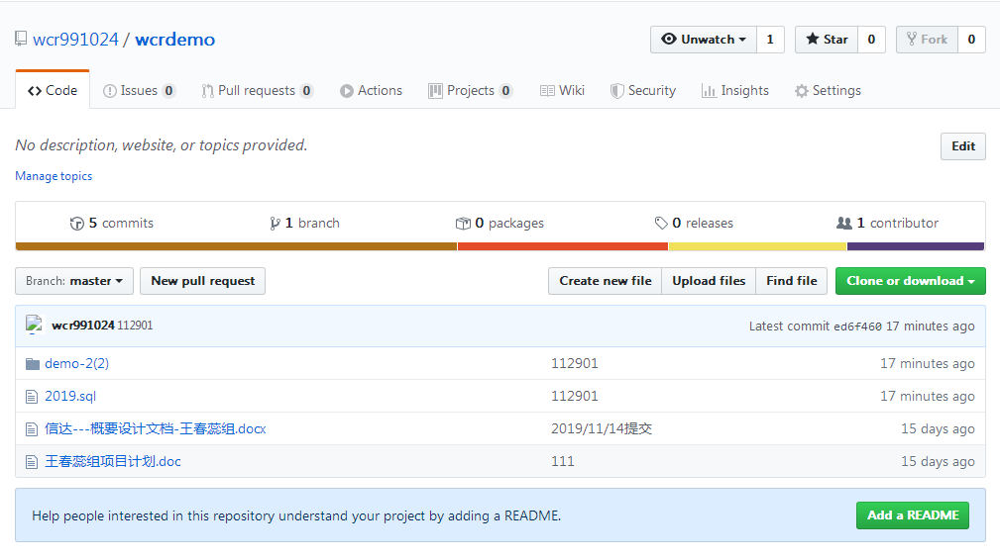 wcr991024 / wcrdemo
Unwatch 1 Star 0 Fork 0
Code Issues 0 Pull requests 0 Actions Projects 0 Wiki Security Insights Settings
No description, website, or topics provided.
Edit
Manage topics
5 commits 1 branch 0 packages 0 releases 1 contributor
Branch: master New pull request Create new file Upload files Find file Clone or download
wcr991024 112901 Latest commit ed6f460 17 minutes ago
demo-2(2) 112901 17 minutes ago
2019.sql 112901 17 minutes ago
信达---概要设计文档-王春蕊组.docx 2019/11/14提交 15 days ago
王春蕊组项目计划.doc 111 15 days ago
Help people interested in this repository understand your project by adding a README. Add a README